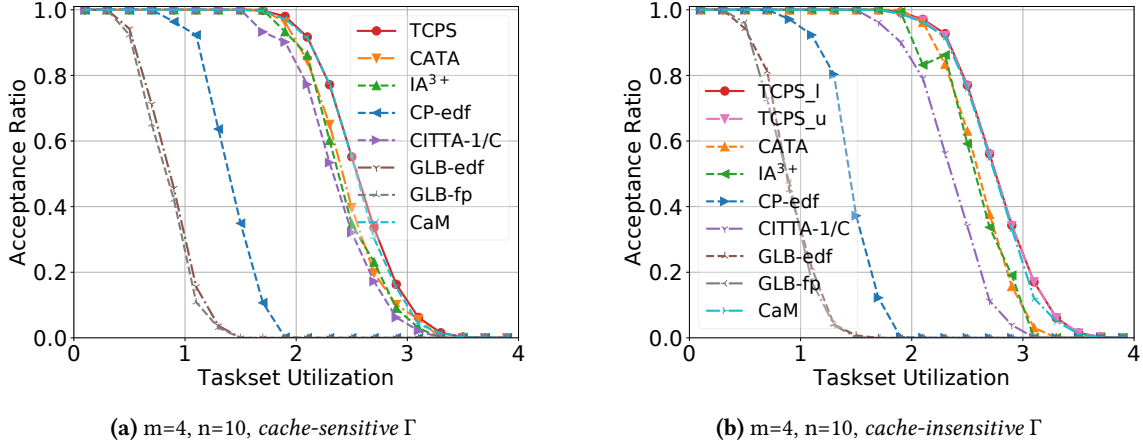 1.0
0.8
0.6
0.4
0.2
0.0
Acceptance Ratio
0
1
2
3
4
Taskset Utilization
TCPS
CATA
IA³⁺
CP-edf
CITTA-1/C
GLB-edf
GLB-fp
CaM
(a) m=4, n=10, cache-sensitive Γ
1.0
0.8
0.6
0.4
0.2
0.0
Acceptance Ratio
0
1
2
3
4
Taskset Utilization
TCPS_l
TCPS_u
CATA
IA³⁺
CP-edf
CITTA-1/C
GLB-edf
GLB-fp
CaM
(b) m=4, n=10, cache-insensitive Γ